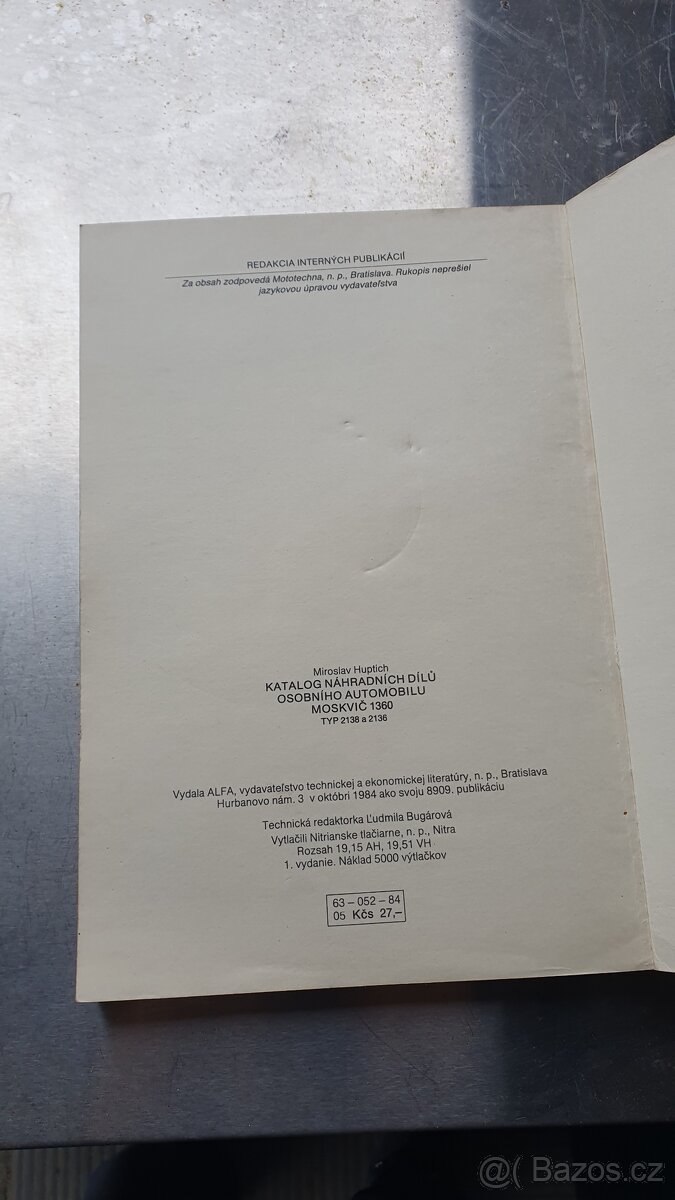 REDAKCIA INTERNÝCH PUBLIKÁCIÍ
Za obsah zodpovedá Mototechna, n. p., Bratislava. Rukopis neprešiel
jazykovou úpravou vydavateľstva
Miroslav Huptich
KATALOG NÁHRADNÍCH DÍLŮ
OSOBNÍHO AUTOMOBILU
MOSKVIČ 1360
TYP 2138 a 2136
Vydala ALFA, vydavateľstvo technickej a ekonomickej literatúry, n. p., Bratislava
Hurbanovo nám. 3 v októbri 1984 ako svoju 8909. publikáciu
Technická redaktorka Ľudmila Bugárová
Vytlačili Nitrianske tlačiarne, n. p., Nitra
Rozsah 19,15 AH, 19,51 VH
1. vydanie. Náklad 5000 výtlačkov
63 – 052 – 84
05 Kčs 27,–
@( Bazos.cz